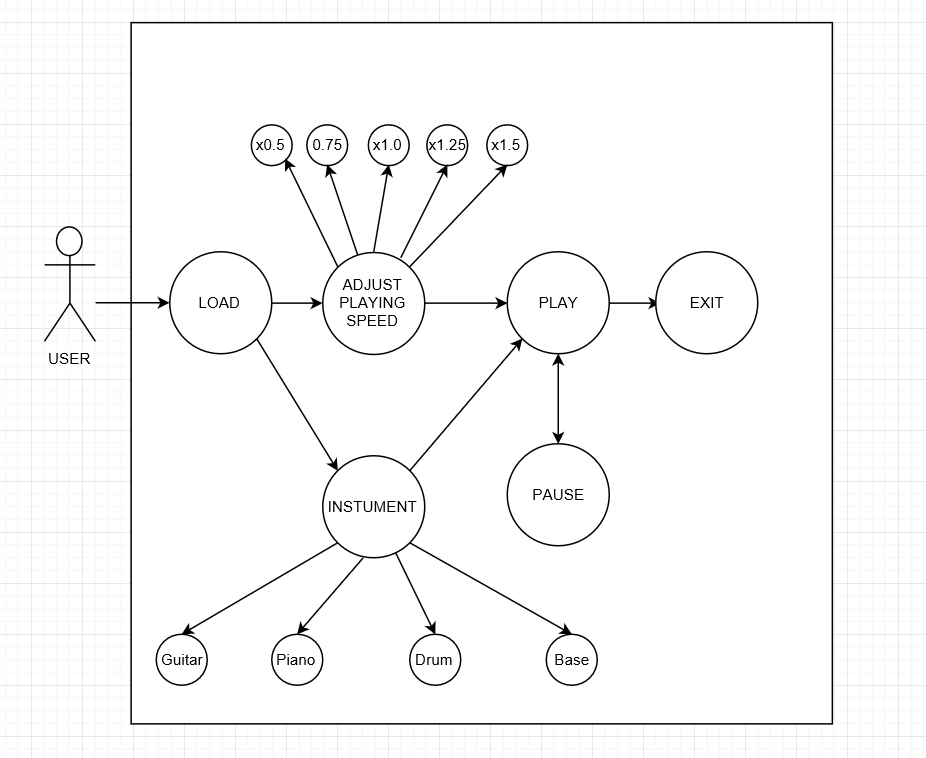 x0.5
0.75
x1.0
x1.25
x1.5
USER
LOAD
ADJUST
PLAYING
SPEED
PLAY
EXIT
INSTUMENT
PAUSE
Guitar
Piano
Drum
Base